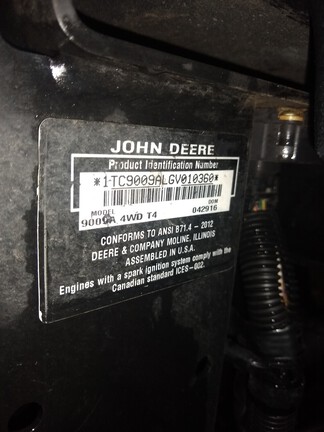 JOHN DEERE
Product Identification Number
*1TC9009ALGV010360*
MODEL DOM
9009A 4WD T4 042916
CONFORMS TO ANSI B71.4 - 2012
DEERE & COMPANY MOLINE, ILLINOIS
ASSEMBLED IN U.S.A.
Engines with a spark ignition system comply with the
Canadian standard ICES-002.